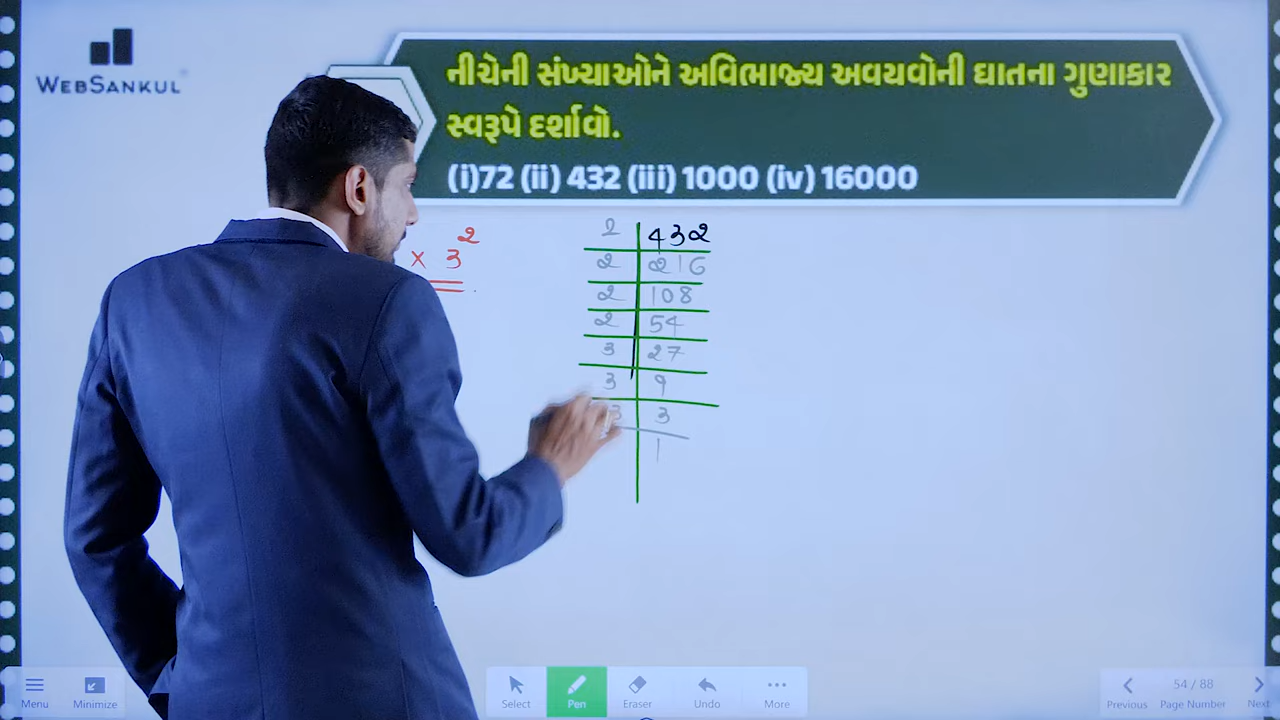 WEBSANKUL
નીચેની સંખ્યાઓને અવિભાજ્ય અવયવોની ઘાતના ગુણાકાર
સ્વરૂપે દર્શાવો.
(i)72 (ii) 432 (iii) 1000 (iv) 16000
× 3²
2 | 432
2 | 216
2 | 108
2 | 54
3 | 27
3 | 9
3 | 3
1
Menu Minimize Select Pen Eraser Undo More Previous 54 / 88 Page Number Next